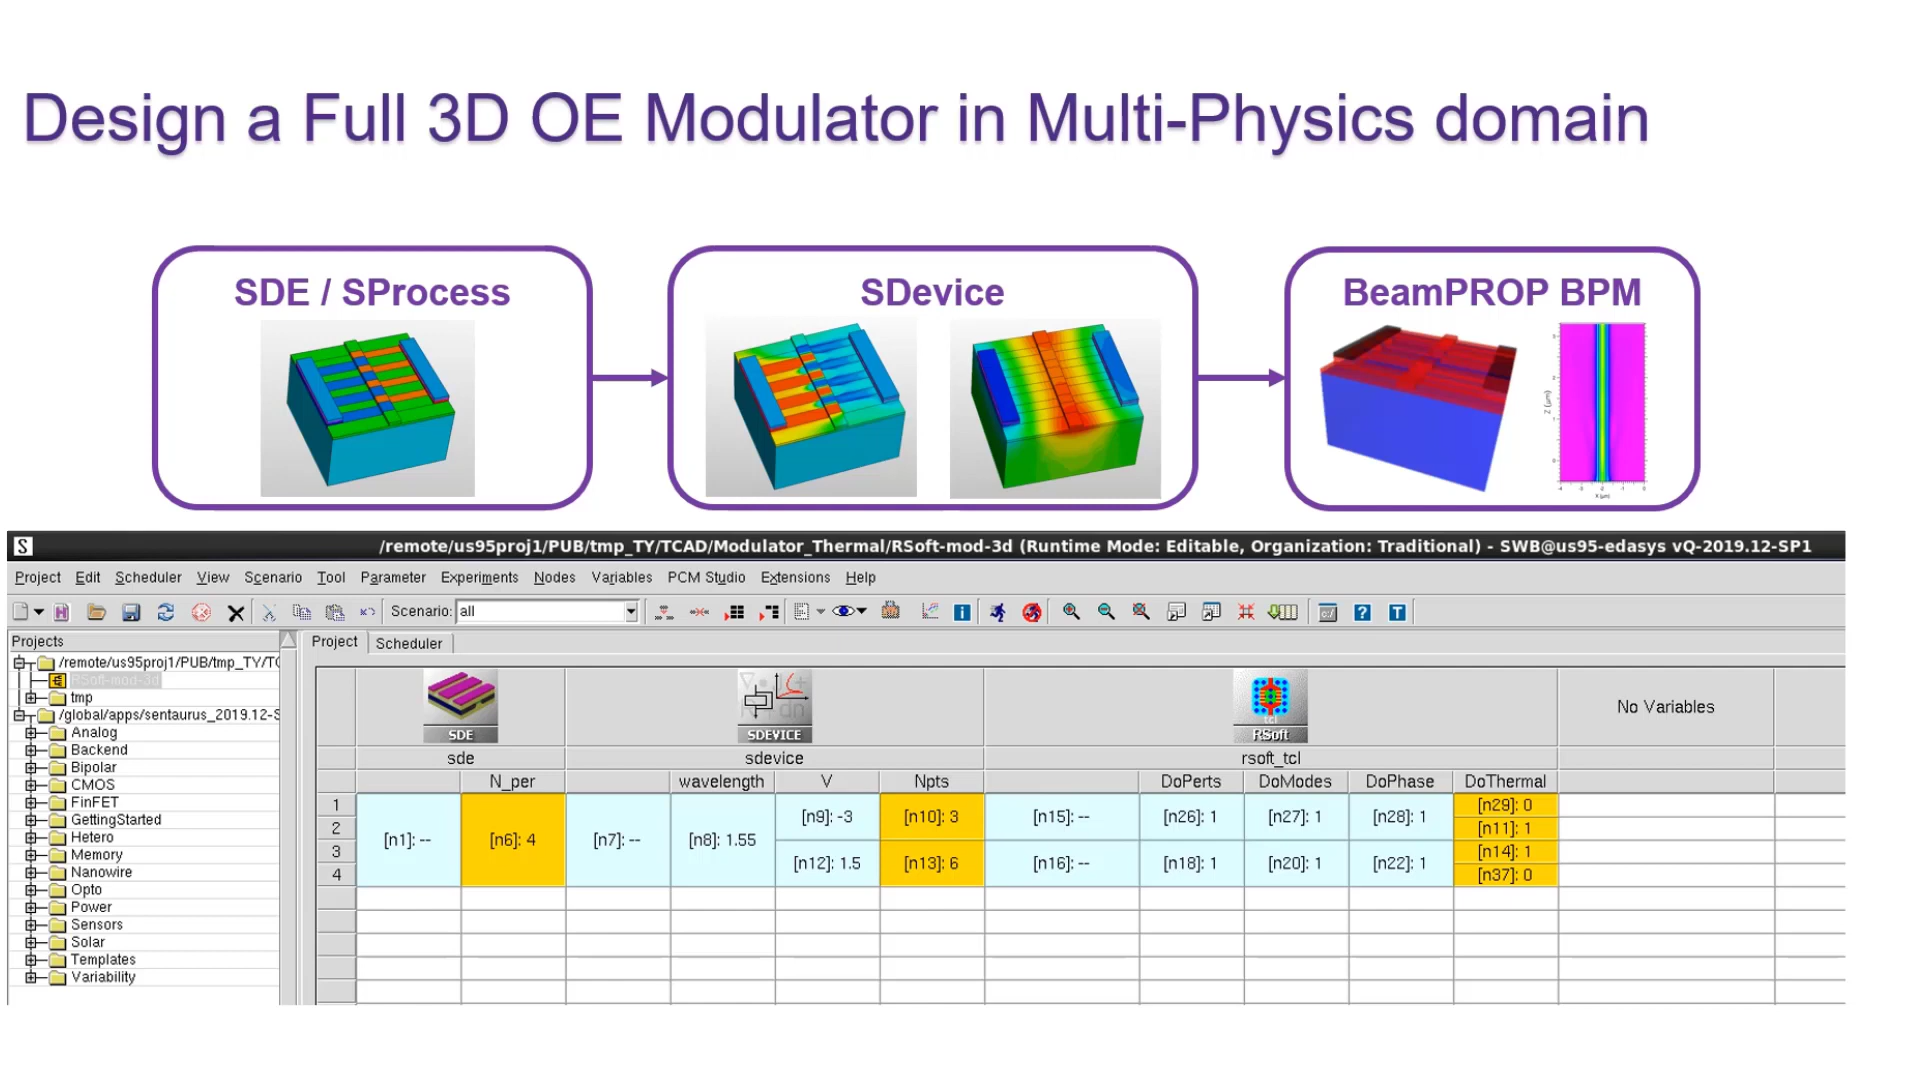 Design a Full 3D OE Modulator in Multi-Physics domain
SDE / SProcess
SDevice
BeamPROP BPM
Z (μm)
X (μm)
S
/remote/us95proj1/PUB/tmp_TY/TCAD/Modulator_Thermal/RSoft-mod-3d (Runtime Mode: Editable, Organization: Traditional) - SWB@us95-edasys vQ-2019.12-SP1
Project Edit Scheduler View Scenario Tool Parameter Experiments Nodes Variables PCM Studio Extensions Help
Scenario: all
Projects
/remote/us95proj1/PUB/tmp_TY/TC
RSoft-mod-3d
tmp
/global/apps/sentaurus_2019.12-S
Analog
Backend
Bipolar
CMOS
FinFET
GettingStarted
Hetero
Memory
Nanowire
Opto
Power
Sensors
Solar
Templates
Variability
Project Scheduler
SDE SDEVICE tcl RSoft No Variables
sde sdevice rsoft_tcl
N_per wavelength V Npts DoPerts DoModes DoPhase DoThermal
1 [n29]: 0
[n9]: -3 [n10]: 3 [n15]: -- [n26]: 1 [n27]: 1 [n28]: 1
2 [n11]: 1
[n1]: -- [n6]: 4 [n7]: -- [n8]: 1.55
3 [n14]: 1
[n12]: 1.5 [n13]: 6 [n16]: -- [n18]: 1 [n20]: 1 [n22]: 1
4 [n37]: 0